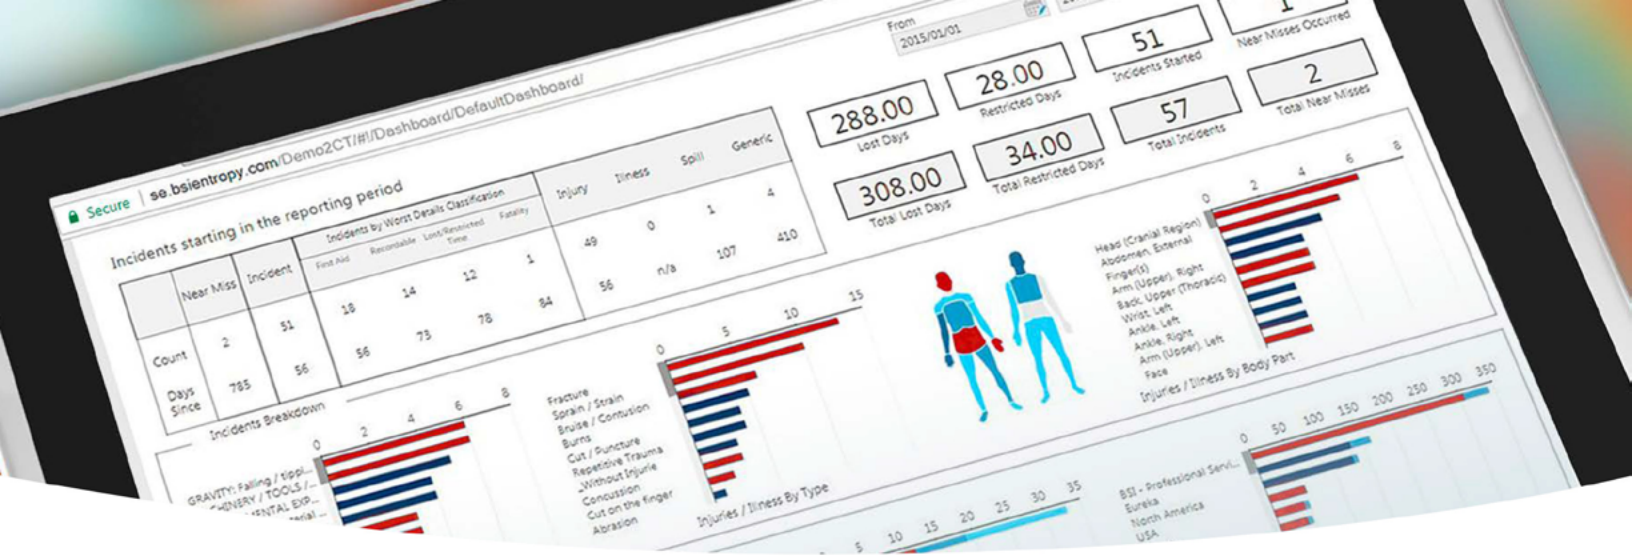 Secure
se.bsientropy.com/Demo2CT/#!/Dashboard/DefaultDashboard/
From
2015/01/01
Incidents starting in the reporting period
Near Miss Incident
Incidents by Worst Details Classification
First Aid Recordable Lost/Restricted Time Fatality
Injury Illness Spill Generic
Count 2 51 18 14 12 1 49 0 1 4
Days Since 785 56 56 73 78 84 56 n/a 107 410
288.00
Lost Days
28.00
Restricted Days
51
Incidents Started
1
Near Misses Occurred
308.00
Total Lost Days
34.00
Total Restricted Days
57
Total Incidents
2
Total Near Misses
Incidents Breakdown
0 2 4 6 8
GRAVITY: Falling / tippi...
CHINERY / TOOLS /...
MENTAL EXP...
0 5 10 15
Fracture
Sprain / Strain
Bruise / Contusion
Burns
Cut / Puncture
Repetitive Trauma
_Without Injurie
Concussion
Cut on the finger
Abrasion
Injuries / Illness By Type
0 2 4 6 8
Head (Cranial Region)
Abdomen, External
Finger(s)
Arm (Upper), Right
Back, Upper (Thoracic)
Wrist, Left
Ankle, Left
Ankle, Right
Arm (Upper), Left
Face
Injuries / Illness By Body Part
5 10 15 20 25 30 35
0 50 100 150 200 250 300 350
BSI - Professional Servi...
Eureka
North America
USA